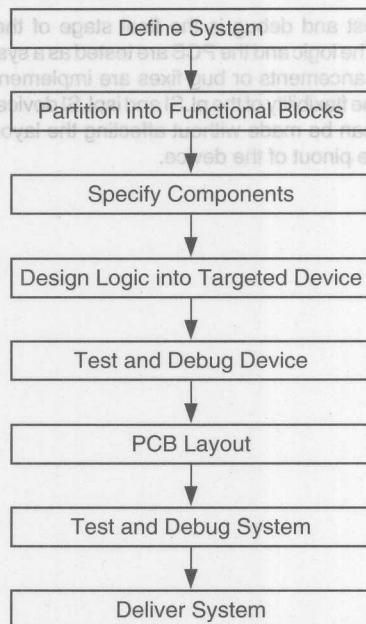 Define System
Partition into Functional Blocks
Specify Components
Design Logic into Targeted Device
Test and Debug Device
PCB Layout
Test and Debug System
Deliver System